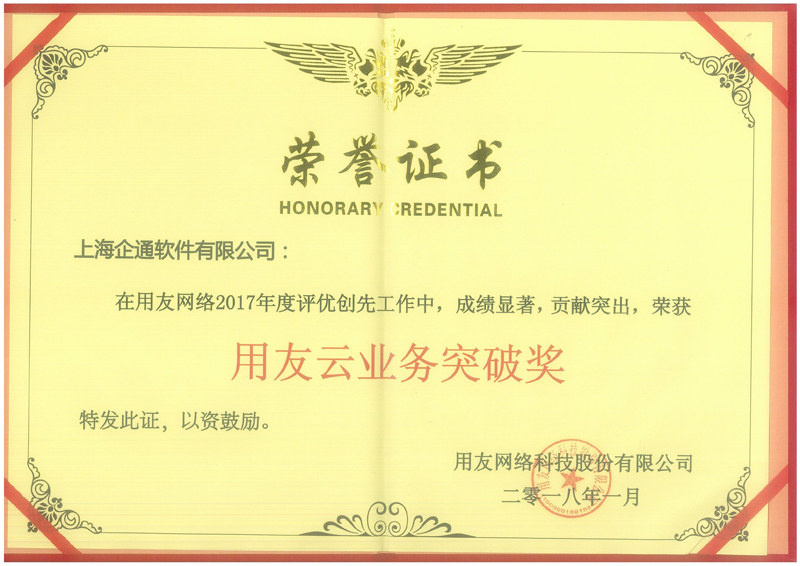 荣誉证书
HONORARY CREDENTIAL
上海企通软件有限公司：
在用友网络2017年度评优创先工作中，成绩显著，贡献突出，荣获
用友云业务突破奖
特发此证，以资鼓励。
用友网络科技股份有限公司
二零一八年一月